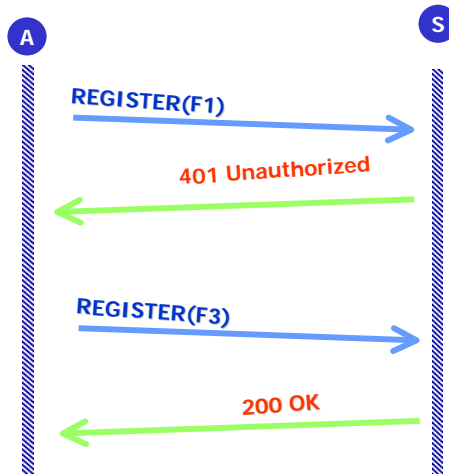 A
S
REGISTER(F1)
401 Unauthorized
REGISTER(F3)
200 OK